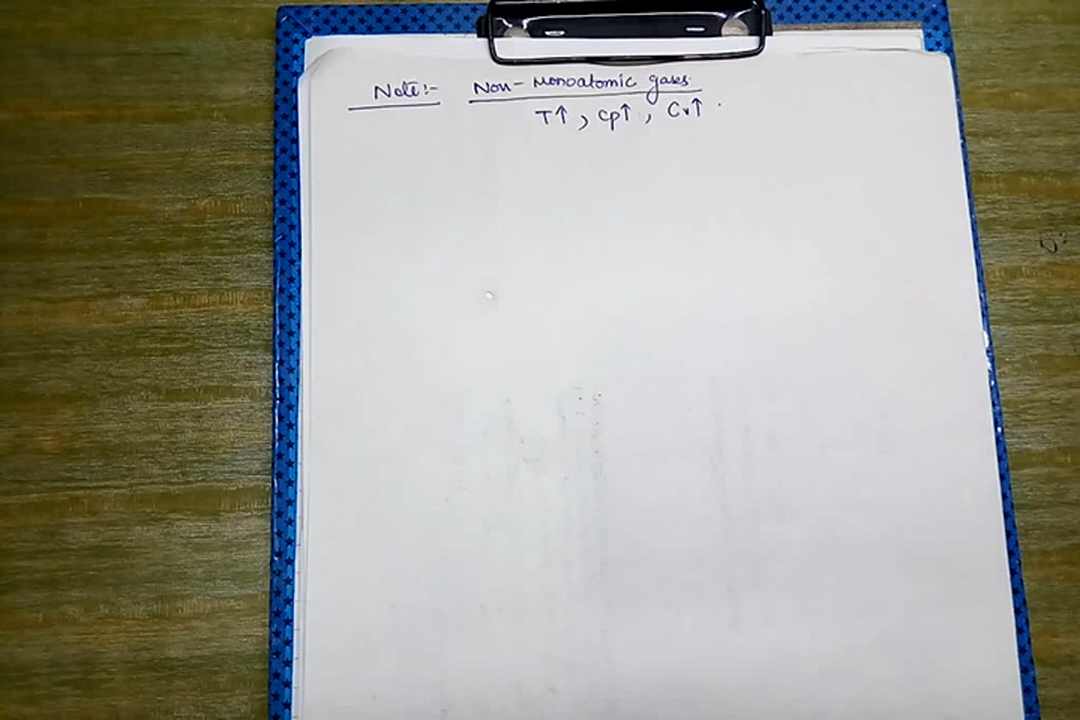 Note:- Non-Monoatomic gases.
T↑, Cp↑, Cv↑.